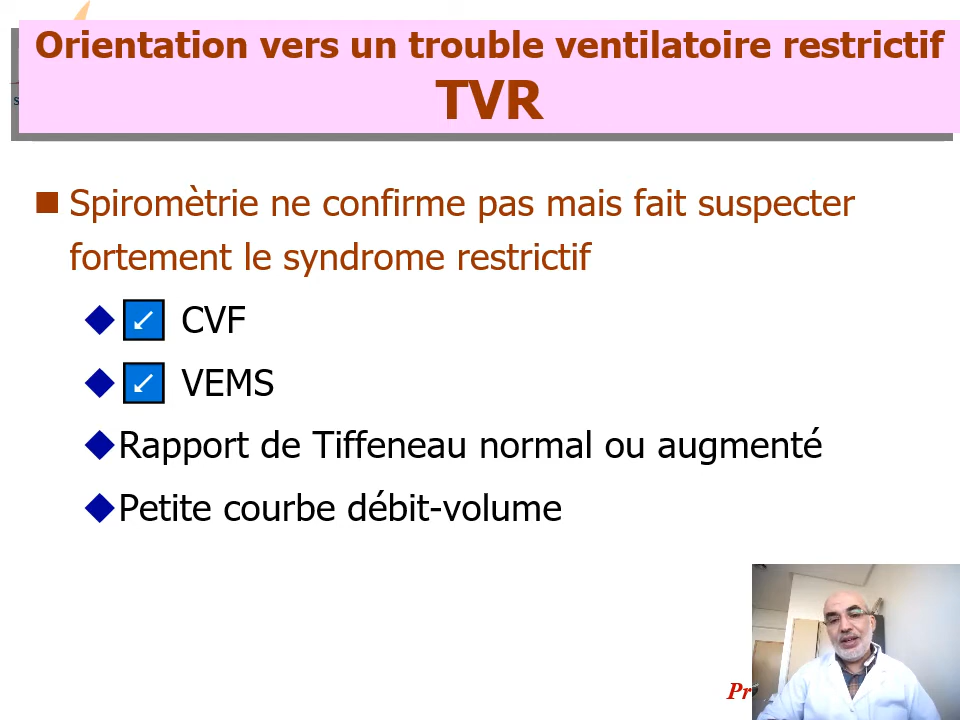 Orientation vers un trouble ventilatoire restrictif
TVR
Spiromètrie ne confirme pas mais fait suspecter
fortement le syndrome restrictif
↙ CVF
↙ VEMS
Rapport de Tiffeneau normal ou augmenté
Petite courbe débit-volume
Pr